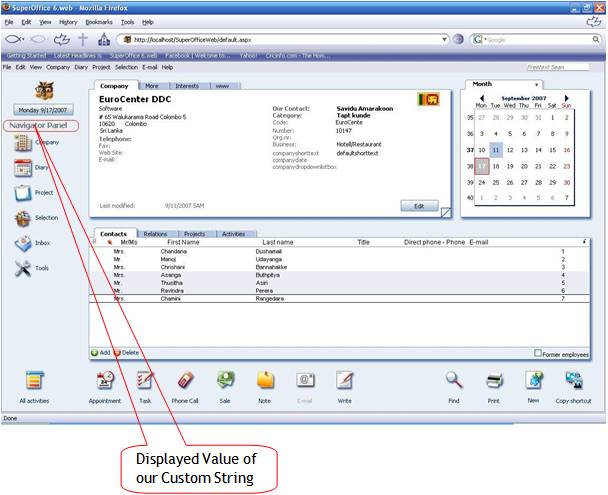 SuperOffice 6.web - Mozilla Firefox
File Edit View History Bookmarks Tools Help
http://localhost/SuperOfficeWeb/default.aspx
Google
Getting Started Latest Headlines SuperOffice 6.web Facebook | Welcome to... Yahoo! Cricinfo.com - The Hom...
File Edit View Company Diary Project Selection E-mail Help
Freetext Search
Monday 9/17/2007
Navigator Panel
Company
Diary
Project
Selection
Inbox
Tools
Company More Interests www
EuroCenter DDC
Software
# 65 Walukarama Road Colombo 5
10620 Colombo
Sri Lanka
Telephone:
Fax:
Web Site:
E-mail:
Our Contact: Savidu Amarakoon
Category: Tapt kunde
Code: EuroCente
Number: 10147
Org.nr:
Business: Hotell/Restaurant
companyshorttext defaultshorttext
companydate
companydropdownlistbox
Last modified: 9/11/2007 SAM
Edit
Month
September 2007
Mon Tue Wed Thu Fri Sat Sun
35 27 28 29 30 31 1 2
36 3 4 5 6 7 8 9
37 10 11 12 13 14 15 16
38 17 18 19 20 21 22 23
39 24 25 26 27 28 29 30
40 1 2 3 4 5 6 7
Contacts Relations Projects Activities
Mr/Ms First Name Last name Title Direct phone - Phone E-mail
Mrs. Chandana Dushamali 1
Mr. Manoj Udayanga 2
Mrs. Chrishani Bannahakke 3
Mrs. Asanga Buthpitya 4
Mr. Thusitha Asiri 5
Mr. Ravindra Perera 6
Mrs. Chamini Rangedara 7
Add Delete
Former employees
All activities Appointment Task Phone Call Sale Note E-mail Write Find Print New Copy shortcut
Done
Displayed Value of
our Custom String